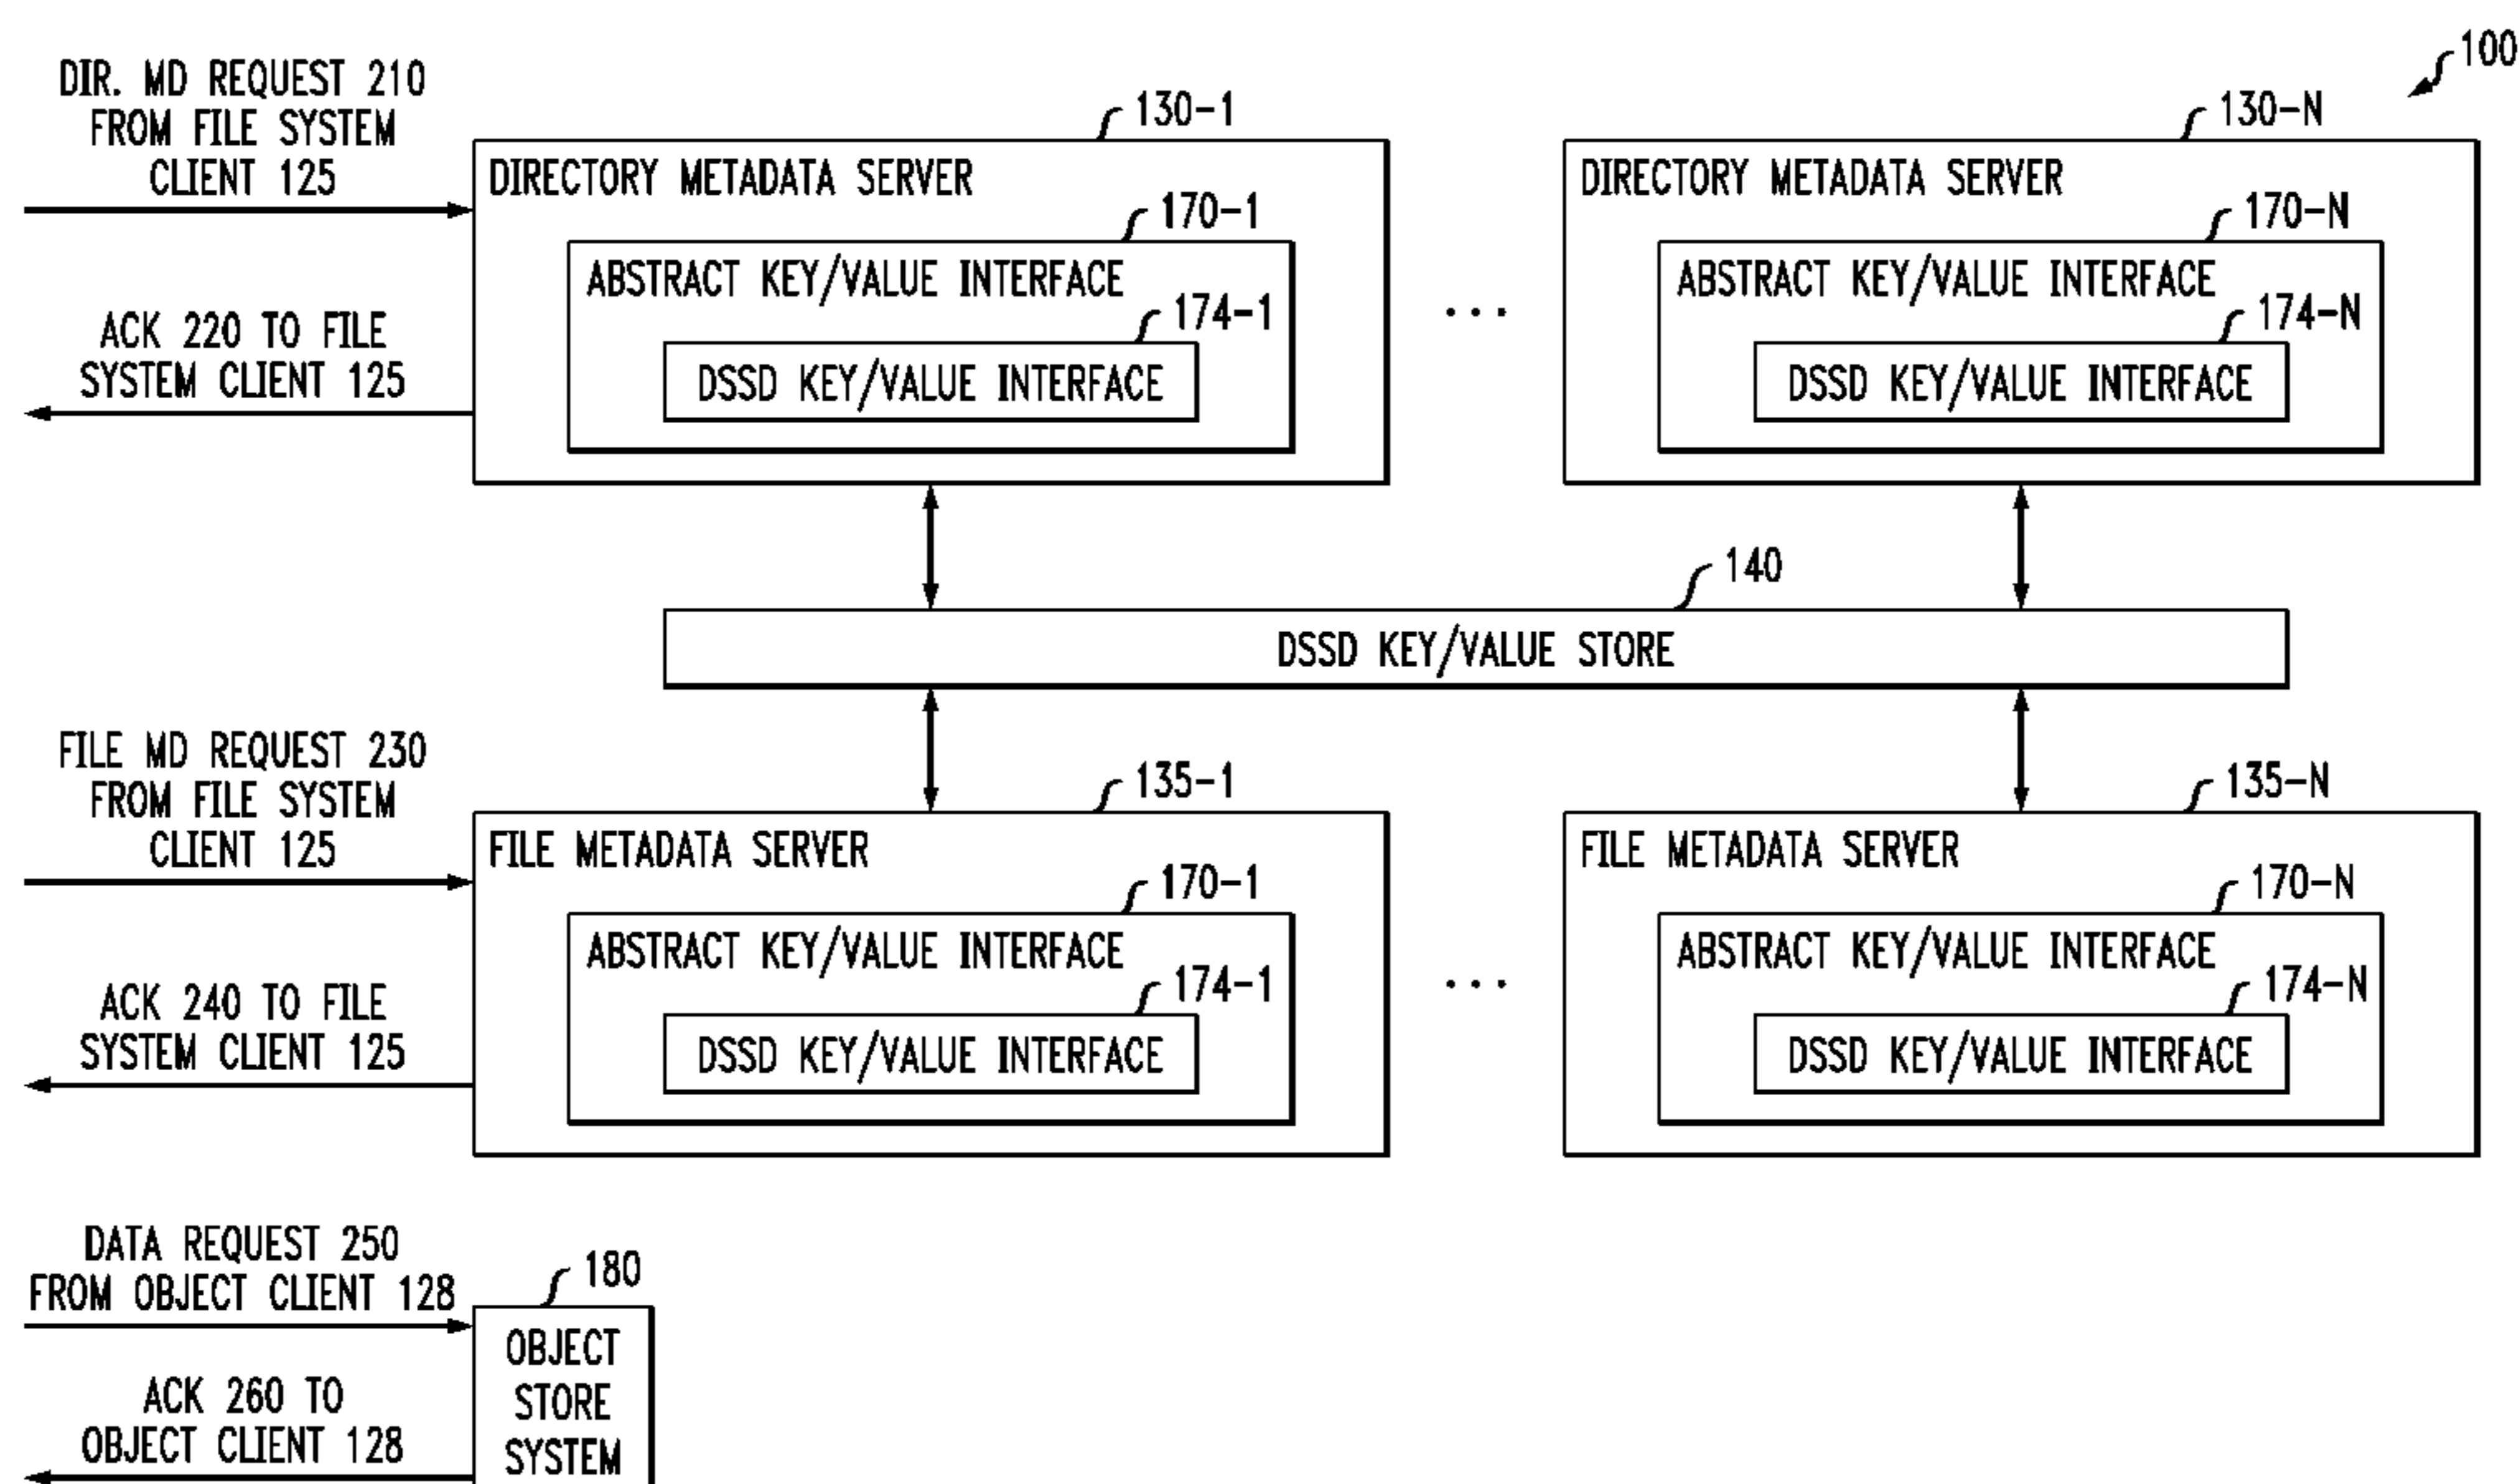 100
DIR. MD REQUEST 210
FROM FILE SYSTEM
CLIENT 125
130-1
DIRECTORY METADATA SERVER
170-1
ABSTRACT KEY/VALUE INTERFACE
174-1
DSSD KEY/VALUE INTERFACE
ACK 220 TO FILE
SYSTEM CLIENT 125
...
130-N
DIRECTORY METADATA SERVER
170-N
ABSTRACT KEY/VALUE INTERFACE
174-N
DSSD KEY/VALUE INTERFACE
140
DSSD KEY/VALUE STORE
FILE MD REQUEST 230
FROM FILE SYSTEM
CLIENT 125
135-1
FILE METADATA SERVER
170-1
ABSTRACT KEY/VALUE INTERFACE
174-1
DSSD KEY/VALUE INTERFACE
ACK 240 TO FILE
SYSTEM CLIENT 125
...
135-N
FILE METADATA SERVER
170-N
ABSTRACT KEY/VALUE INTERFACE
174-N
DSSD KEY/VALUE INTERFACE
DATA REQUEST 250
FROM OBJECT CLIENT 128
180
OBJECT
STORE
SYSTEM
ACK 260 TO
OBJECT CLIENT 128